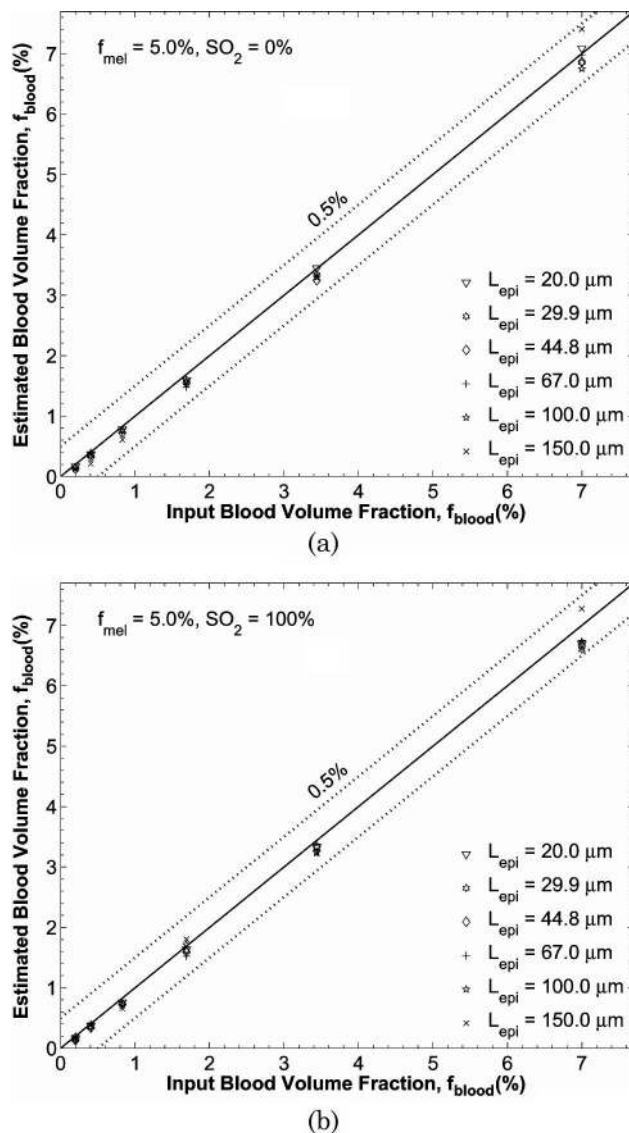 f_mel = 5.0%, SO_2 = 0%
7
6
5
4
3
2
1
0
Estimated Blood Volume Fraction, f_blood(%)
0.5%
L_epi = 20.0 µm
L_epi = 29.9 µm
L_epi = 44.8 µm
L_epi = 67.0 µm
L_epi = 100.0 µm
L_epi = 150.0 µm
0 1 2 3 4 5 6 7
Input Blood Volume Fraction, f_blood(%)
(a)
f_mel = 5.0%, SO_2 = 100%
7
6
5
4
3
2
1
0
Estimated Blood Volume Fraction, f_blood(%)
0.5%
L_epi = 20.0 µm
L_epi = 29.9 µm
L_epi = 44.8 µm
L_epi = 67.0 µm
L_epi = 100.0 µm
L_epi = 150.0 µm
0 1 2 3 4 5 6 7
Input Blood Volume Fraction, f_blood(%)
(b)